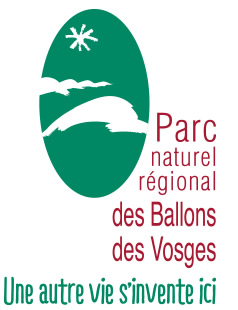 Parc
naturel
régional
des Ballons
des Vosges
Une autre vie s'invente ici